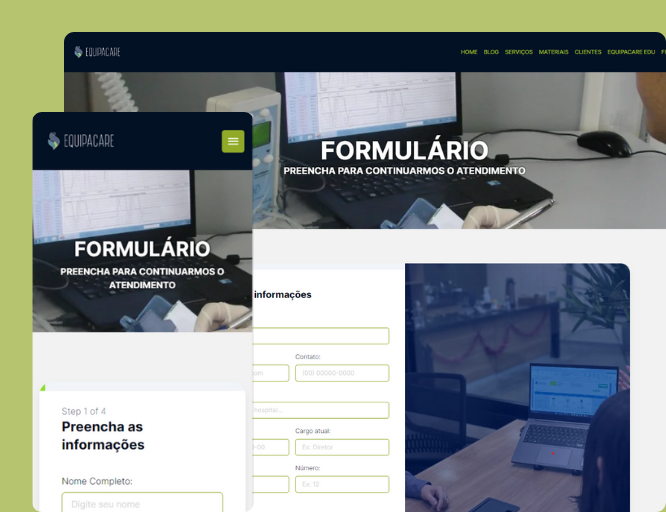 EQUIPACARE
HOME BLOG SERVIÇOS MATERIAIS CLIENTES EQUIPACARE EDU
FORMULÁRIO
PREENCHA PARA CONTINUARMOS O ATENDIMENTO
informações
Contato:
(00) 00000-0000
hospital...
Cargo atual:
Ex: Diretor
Número:
Ex: 12
EQUIPACARE
FORMULÁRIO
PREENCHA PARA CONTINUARMOS O
ATENDIMENTO
Step 1 of 4
Preencha as
informações
Nome Completo:
Digite seu nome